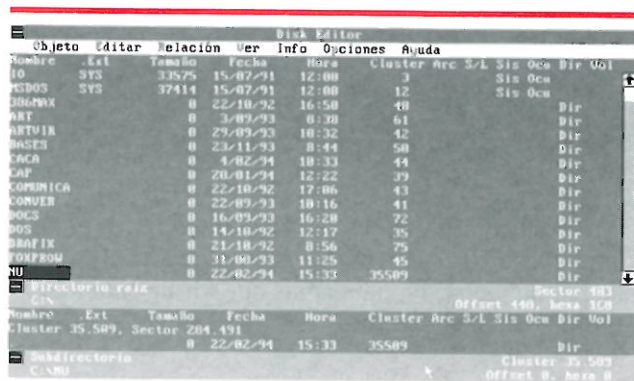 Disk Editor
Objeto Editar Relación Ver Info Opciones Ayuda
Nombre .Ext Tamaño Fecha Hora Cluster Arc S/L Sis Ocu Dir Vol
IO SYS 33575 15/07/91 12:00 3 Sis Ocu
MSDOS SYS 37414 15/07/91 12:00 12 Sis Ocu
386MAX 0 22/10/92 16:50 40 Dir
ART 0 3/09/93 8:38 61 Dir
ARTVIR 0 29/09/93 10:32 42 Dir
BASES 0 23/11/93 8:44 50 Dir
CACA 0 4/02/94 10:33 44 Dir
CAP 0 20/01/94 12:22 39 Dir
COMUNICA 0 22/10/92 17:06 43 Dir
CONVER 0 22/09/93 10:16 41 Dir
DOCS 0 16/09/93 16:20 72 Dir
DOS 0 14/10/92 12:17 35 Dir
DRAFIX 0 21/10/92 8:56 75 Dir
FOXPROW 0 11:25 45 Dir
NU 0 22/02/94 15:33 35509 Dir
Directorio raíz Sector 403
C:\ Offset 448, hexa 1C0
Nombre .Ext Tamaño Fecha Hora Cluster Arc S/L Sis Ocu Dir Vol
Cluster 35.509, Sector 284.491
0 22/02/94 15:33 35509 Dir
Subdirectorio Cluster 35.509
C:\NU Offset 0, hexa 0